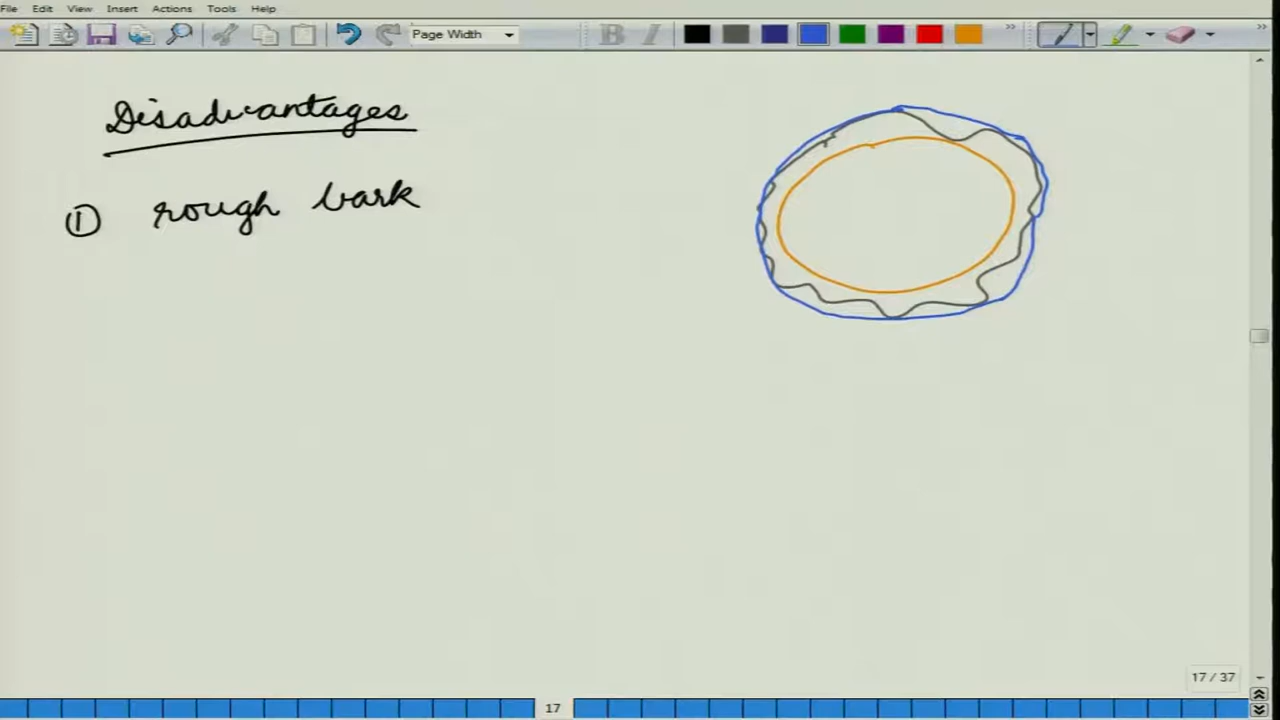 File Edit View Insert Actions Tools Help
Page Width
B I
Disadvantages
① rough bark
17 / 37
17